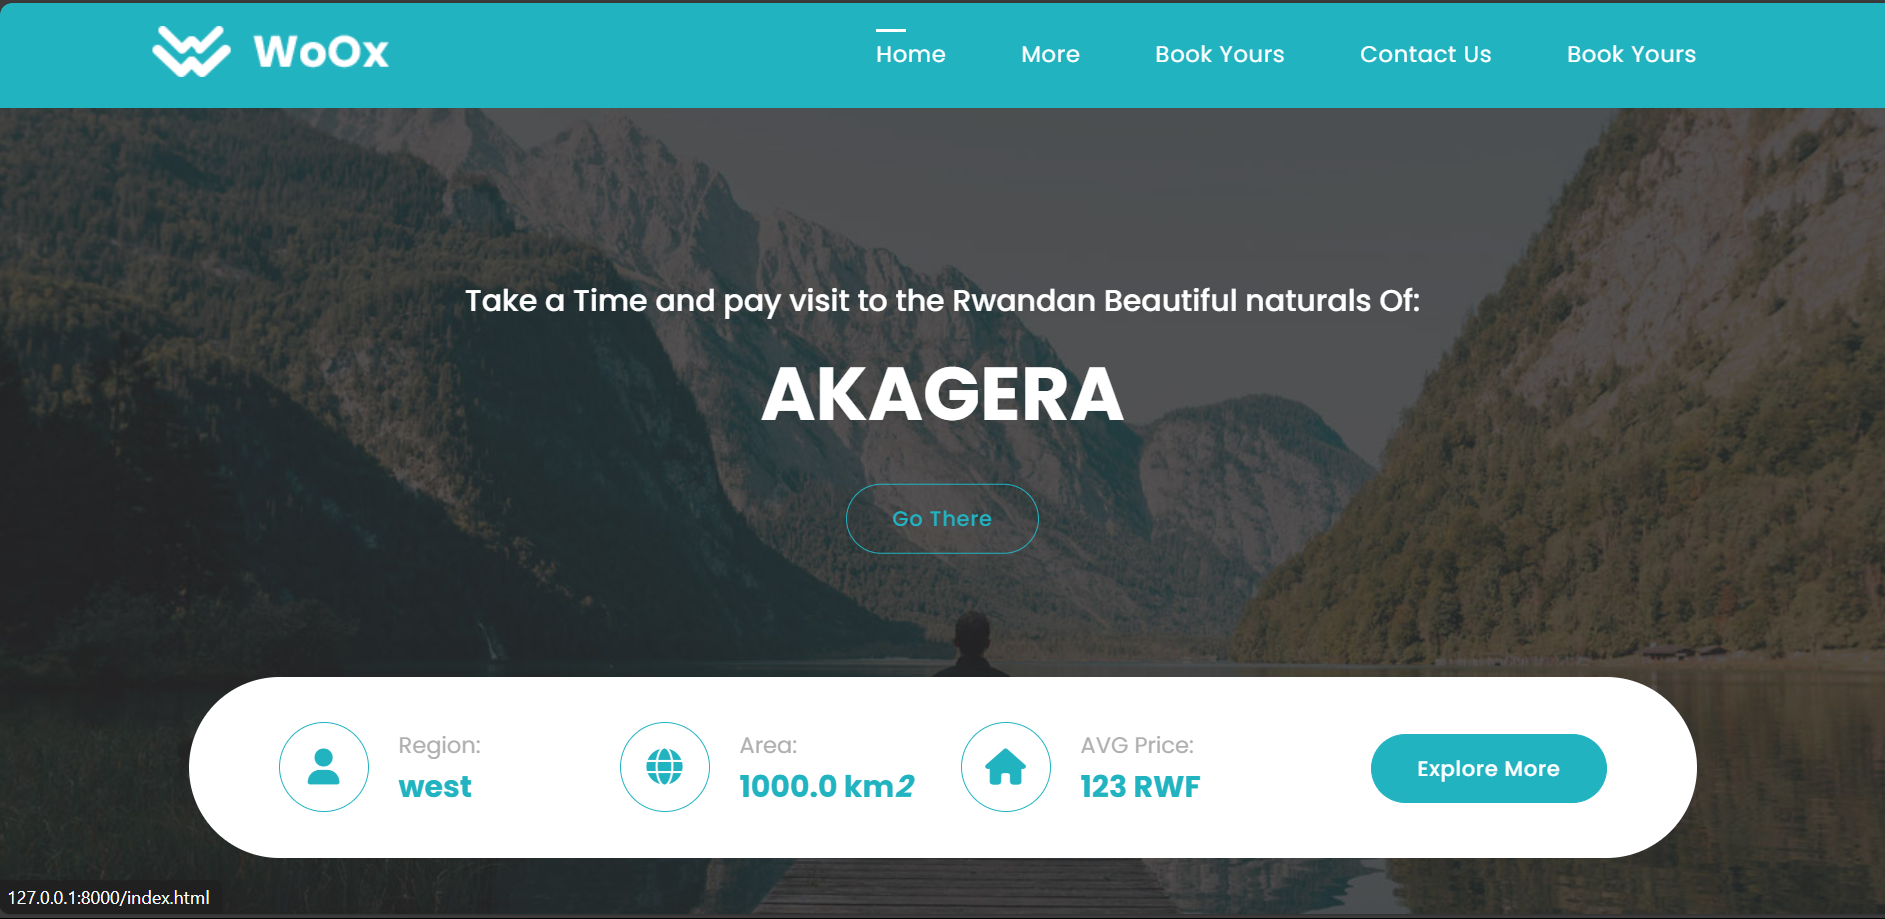 WoOx
Home More Book Yours Contact Us Book Yours
Take a Time and pay visit to the Rwandan Beautiful naturals Of:
AKAGERA
Go There
Region:
west
Area:
1000.0 km2
AVG Price:
123 RWF
Explore More
127.0.0.1:8000/index.html